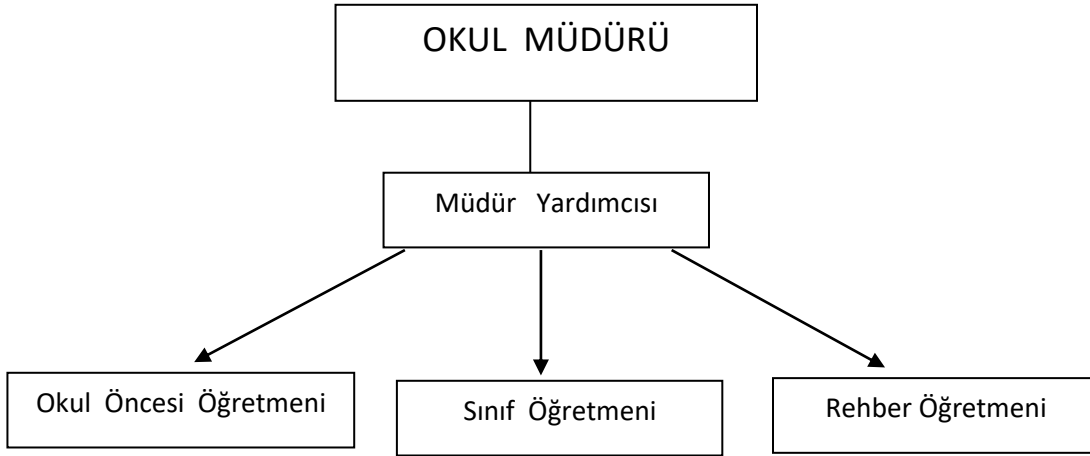 OKUL MÜDÜRÜ
Müdür Yardımcısı
Okul Öncesi Öğretmeni
Sınıf Öğretmeni
Rehber Öğretmeni